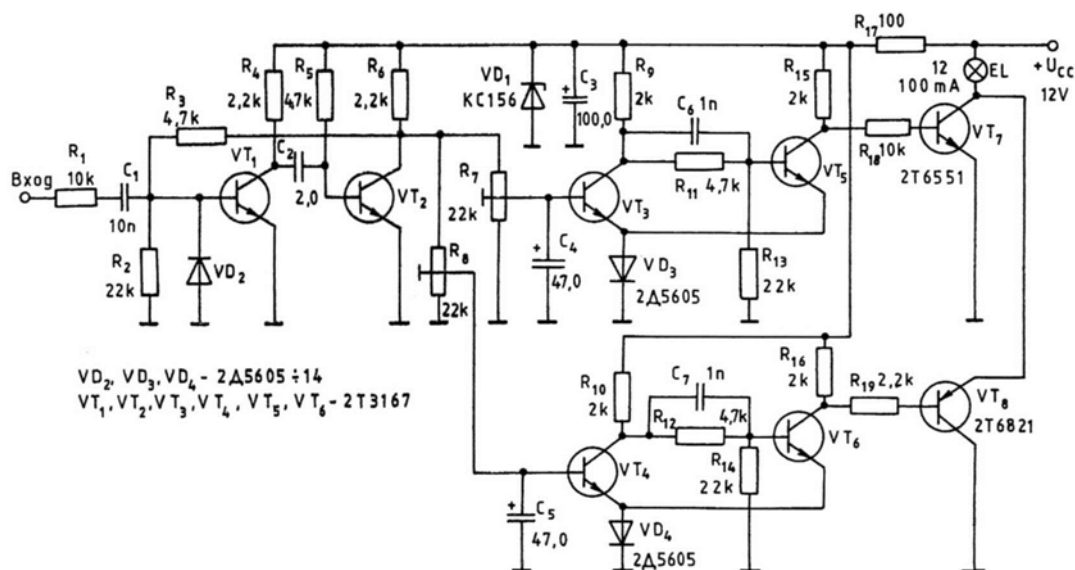 R₁₇ 100
R₄
2,2k
R₅
47k
R₆
2,2k
VD₁
KC156
C₃
+
100,0
R₉
2k
R₁₅
2k
12
100 mA
EL
+ U_CC
12V
R₃
4,7k
C₆ 1n
VT₇
R₁₈ 10k
2T6551
Вход
R₁
10k
C₁
10n
VT₁
C₂
2,0
VT₂
R₇
22k
VT₃
R₁₁ 4,7k
VT₅
R₂
22k
VD₂
R₈
22k
+
C₄
47,0
VD₃
2Д5605
R₁₃
22k
VD₂, VD₃, VD₄ - 2Д5605÷14
VT₁, VT₂, VT₃, VT₄, VT₅, VT₆ - 2T3167
R₁₀
2k
C₇
1n
R₁₂
4,7k
R₁₆
2k
R₁₉ 2,2k
VT₈
2T6821
VT₄
R₁₄
22k
VT₆
+
C₅
47,0
VD₄
2Д5605